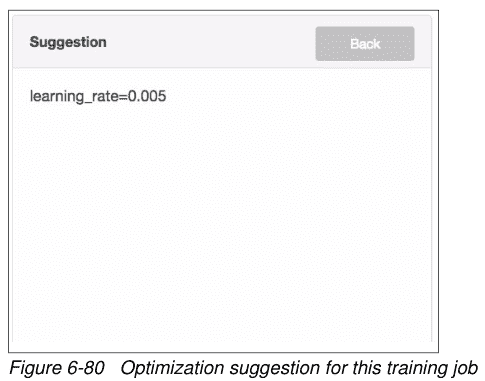 Suggestion
Back
learning_rate=0.005
Figure 6-80 Optimization suggestion for this training job